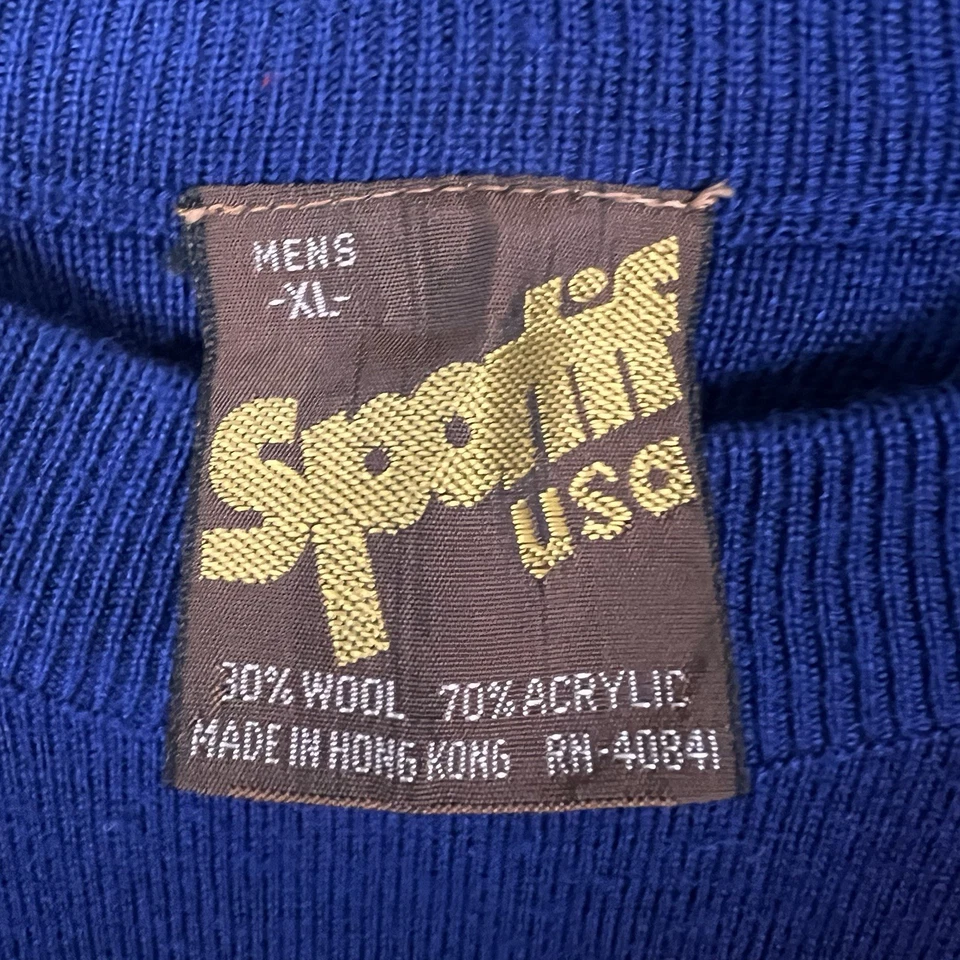 MENS
-XL-
Sportif
USA
30% WOOL 70% ACRYLIC
MADE IN HONG KONG RN-40841